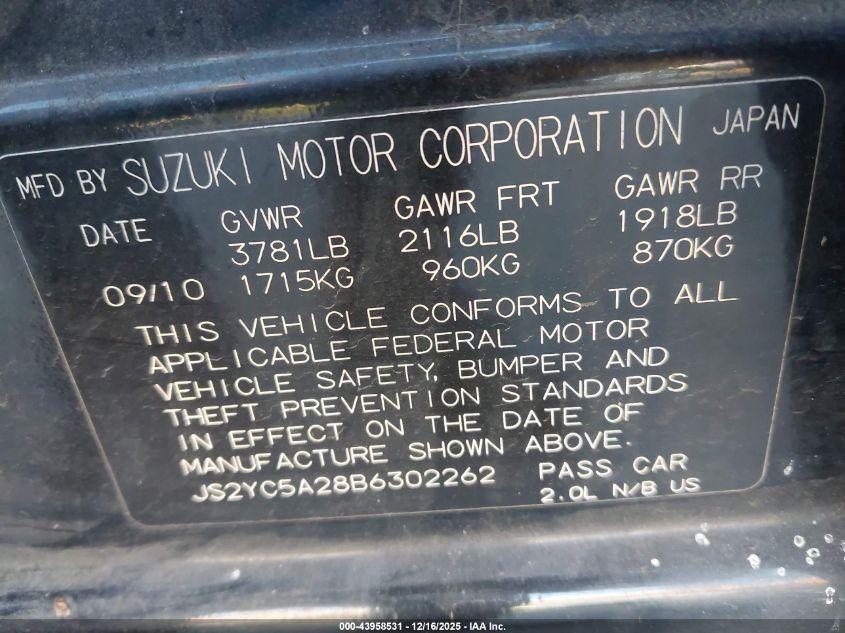 MFD BY SUZUKI MOTOR CORPORATION JAPAN
DATE GVWR GAWR FRT GAWR RR
3781LB 2116LB 1918LB
09/10 1715KG 960KG 870KG
THIS VEHICLE CONFORMS TO ALL
APPLICABLE FEDERAL MOTOR
VEHICLE SAFETY, BUMPER AND
THEFT PREVENTION STANDARDS
IN EFFECT ON THE DATE OF
MANUFACTURE SHOWN ABOVE.
JS2YC5A28B6302262 PASS CAR
2.0L N/B US
000-43958531 - 12/16/2025 - IAA Inc.